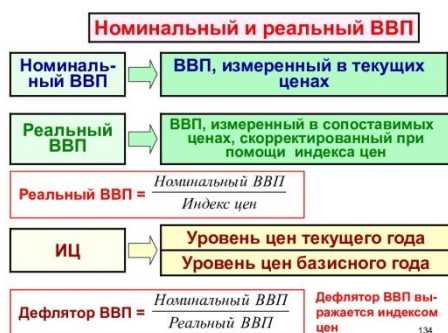 Номинальный и реальный ВВП
Номиналь-
ный ВВП
ВВП, измеренный в текущих
ценах
Реальный
ВВП
ВВП, измеренный в сопоставимых
ценах, скорректированный при
помощи индекса цен
Реальный ВВП = Номинальный ВВП
Индекс цен
ИЦ
Уровень цен текущего года
Уровень цен базисного года
Дефлятор ВВП = Номинальный ВВП
Реальный ВВП
Дефлятор ВВП вы-
ражается индексом
цен
134